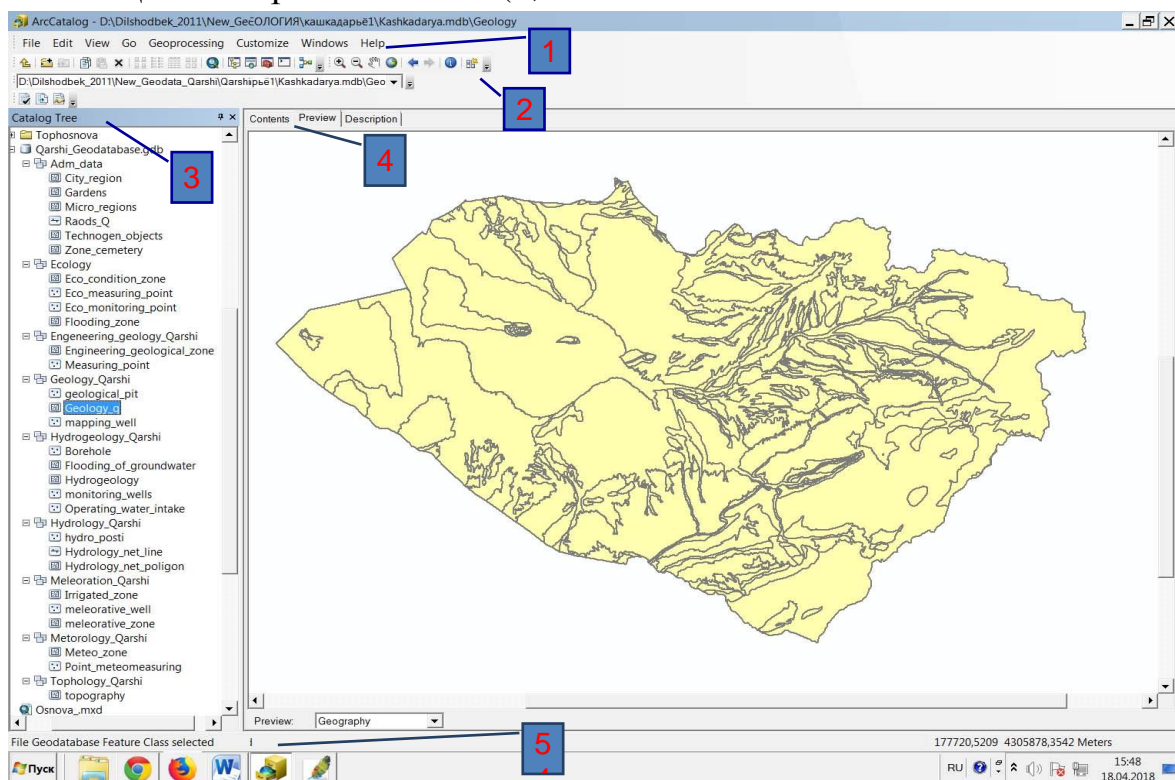 ArcCatalog - D:\Dilshodbek_2011\New_GeЄОЛОГИЯ\кашкадарьё1\Kashkadarya.mdb\Geology
File Edit View Go Geoprocessing Customize Windows Help
1
D:\Dilshodbek_2011\New_Geodata_Qarshi\Qarshiрьё1\Kashkadarya.mdb\Geo
2
Catalog Tree
Contents Preview Description
3
4
Tophosnova
Qarshi_Geodatabase.gdb
Adm_data
City_region
Gardens
Micro_regions
Raods_Q
Technogen_objects
Zone_cemetery
Ecology
Eco_condition_zone
Eco_measuring_point
Eco_monitoring_point
Flooding_zone
Engeneering_geology_Qarshi
Engineering_geological_zone
Measuring_point
Geology_Qarshi
geological_pit
Geology_q
mapping_well
Hydrogeology_Qarshi
Borehole
Flooding_of_groundwater
Hydrogeology
monitoring_wells
Operating_water_intake
Hydrology_Qarshi
hydro_posti
Hydrology_net_line
Hydrology_net_poligon
Meleoration_Qarshi
Irrigated_zone
meleorative_well
meleorative_zone
Metorology_Qarshi
Meteo_zone
Point_meteomeasuring
Tophology_Qarshi
topography
Osnova_.mxd
Preview: Geography
5
File Geodatabase Feature Class selected
177720,5209 4305878,3542 Meters
Пуск
RU
15:48
18.04.2018